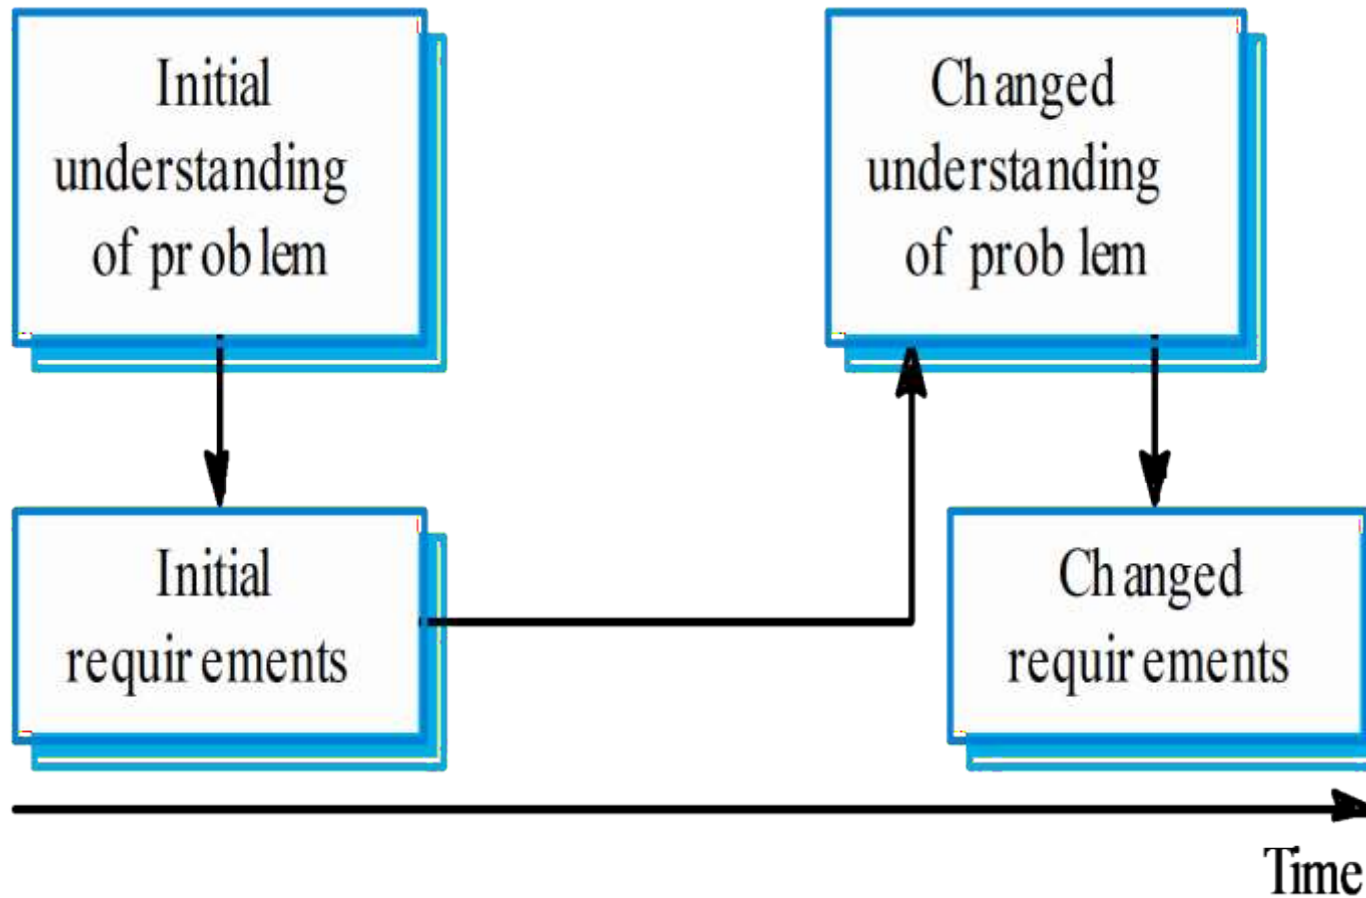 Initial
understanding
of problem
Changed
understanding
of problem
Initial
requirements
Changed
requirements
Time